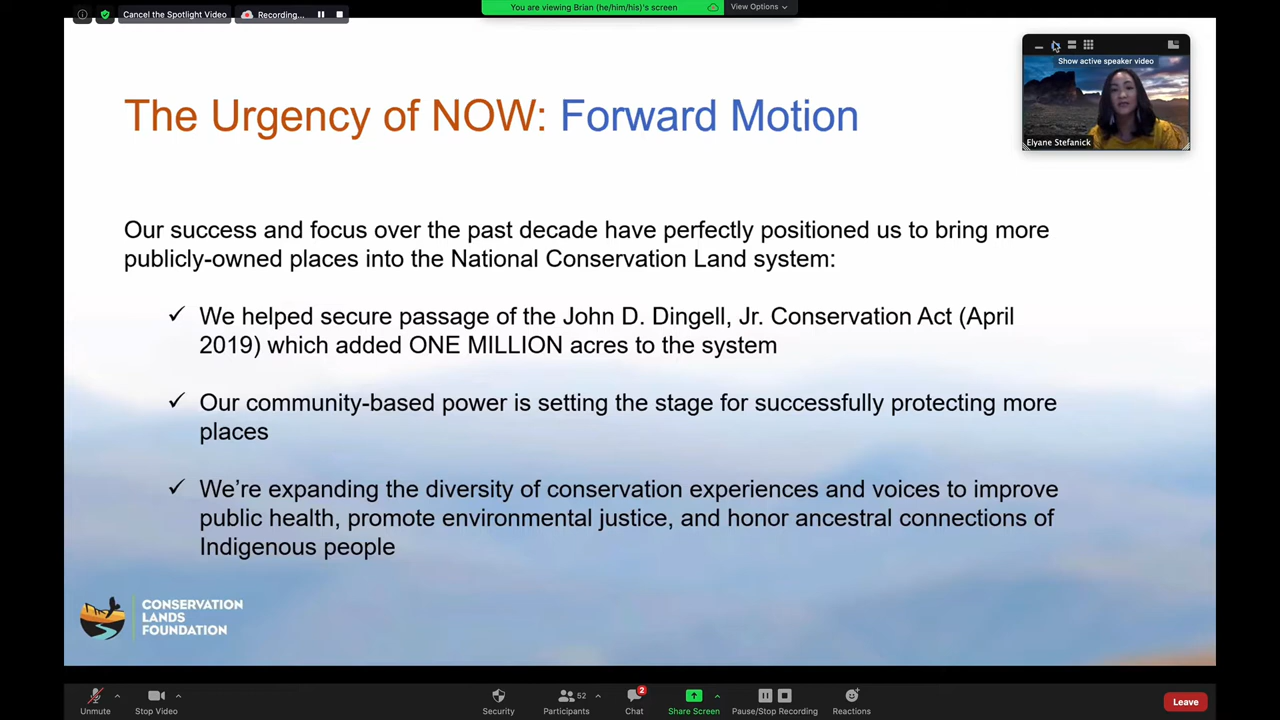 Cancel the Spotlight Video
Recording...
You are viewing Brian (he/him/his)'s screen
View Options
Show active speaker video
Elyane Stefanick
The Urgency of NOW: Forward Motion
Our success and focus over the past decade have perfectly positioned us to bring more
publicly-owned places into the National Conservation Land system:
✓ We helped secure passage of the John D. Dingell, Jr. Conservation Act (April
2019) which added ONE MILLION acres to the system
✓ Our community-based power is setting the stage for successfully protecting more
places
✓ We're expanding the diversity of conservation experiences and voices to improve
public health, promote environmental justice, and honor ancestral connections of
Indigenous people
CONSERVATION
LANDS
FOUNDATION
Unmute
Stop Video
Security
Participants
52
Chat
2
Share Screen
Pause/Stop Recording
Reactions
Leave